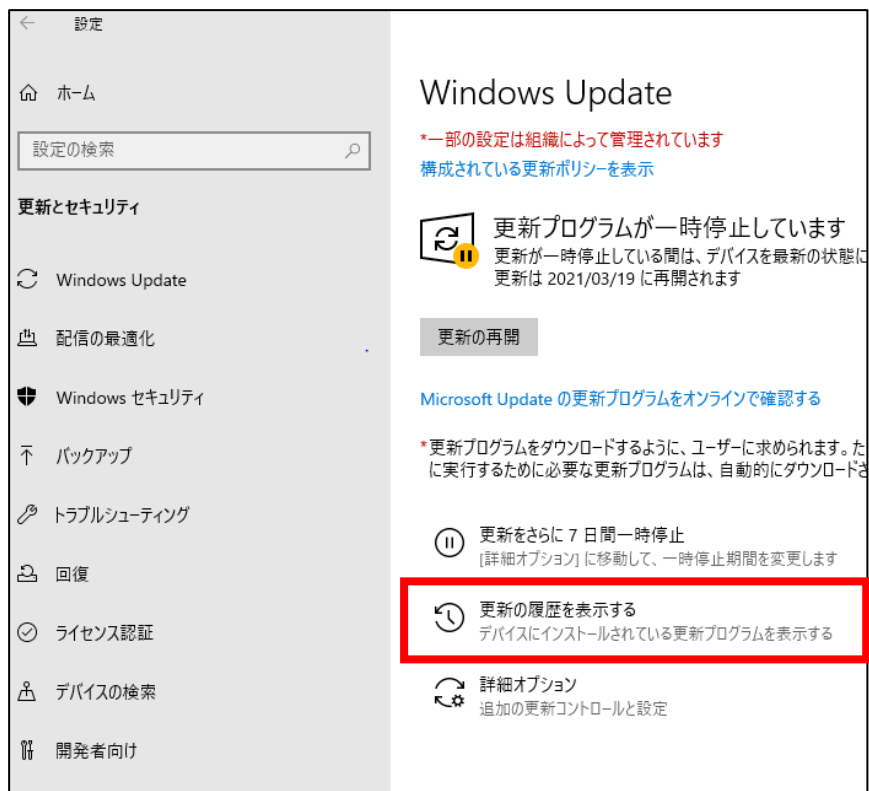 設定
ホーム
設定の検索
更新とセキュリティ
Windows Update
配信の最適化
Windows セキュリティ
バックアップ
トラブルシューティング
回復
ライセンス認証
デバイスの検索
開発者向け
Windows Update
*一部の設定は組織によって管理されています
構成されている更新ポリシーを表示
更新プログラムが一時停止しています
更新が一時停止している間は、デバイスを最新の状態に
更新は 2021/03/19 に再開されます
更新の再開
Microsoft Update の更新プログラムをオンラインで確認する
*更新プログラムをダウンロードするように、ユーザーに求められます。た
に実行するために必要な更新プログラムは、自動的にダウンロードさ
更新をさらに 7 日間一時停止
[詳細オプション] に移動して、一時停止期間を変更します
更新の履歴を表示する
デバイスにインストールされている更新プログラムを表示する
詳細オプション
追加の更新コントロールと設定